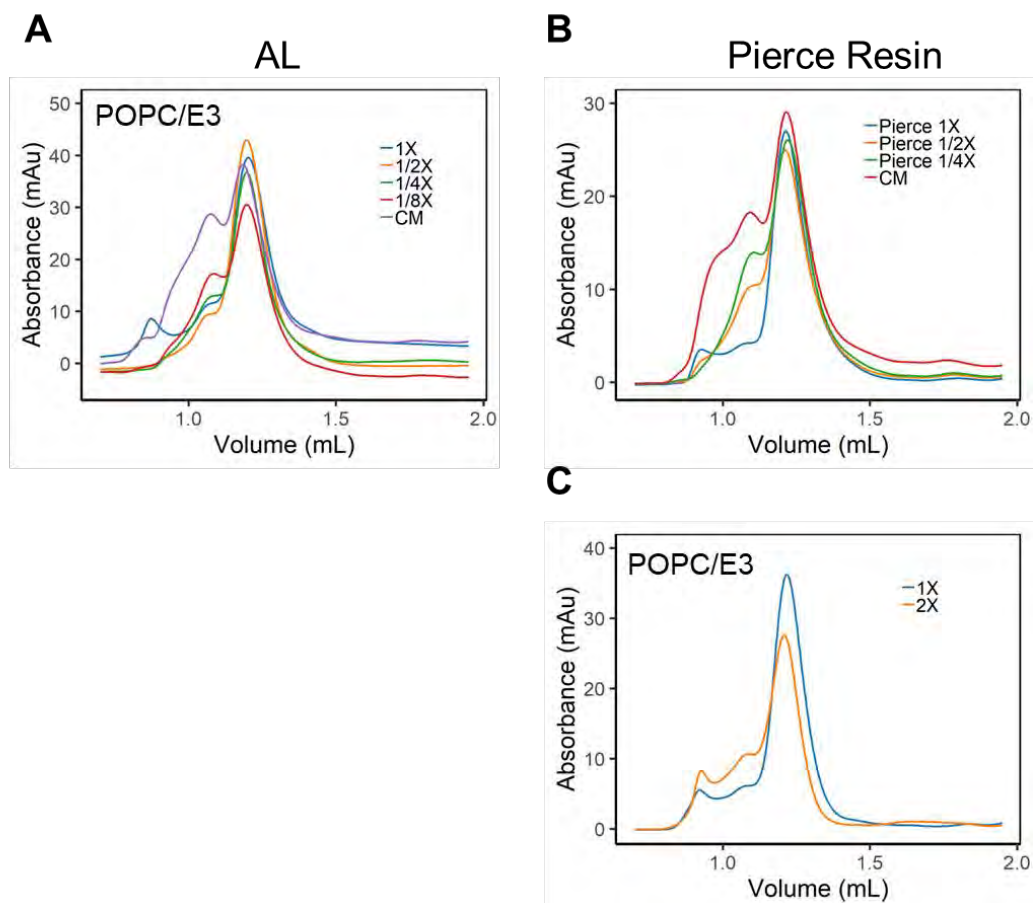 A
AL
POPC/E3
1X
1/2X
1/4X
1/8X
CM
50
40
30
20
10
0
Absorbance (mAu)
1.0
1.5
2.0
Volume (mL)
B
Pierce Resin
Pierce 1X
Pierce 1/2X
Pierce 1/4X
CM
30
20
10
0
Absorbance (mAu)
1.0
1.5
2.0
Volume (mL)
C
POPC/E3
1X
2X
40
30
20
10
0
Absorbance (mAu)
1.0
1.5
2.0
Volume (mL)